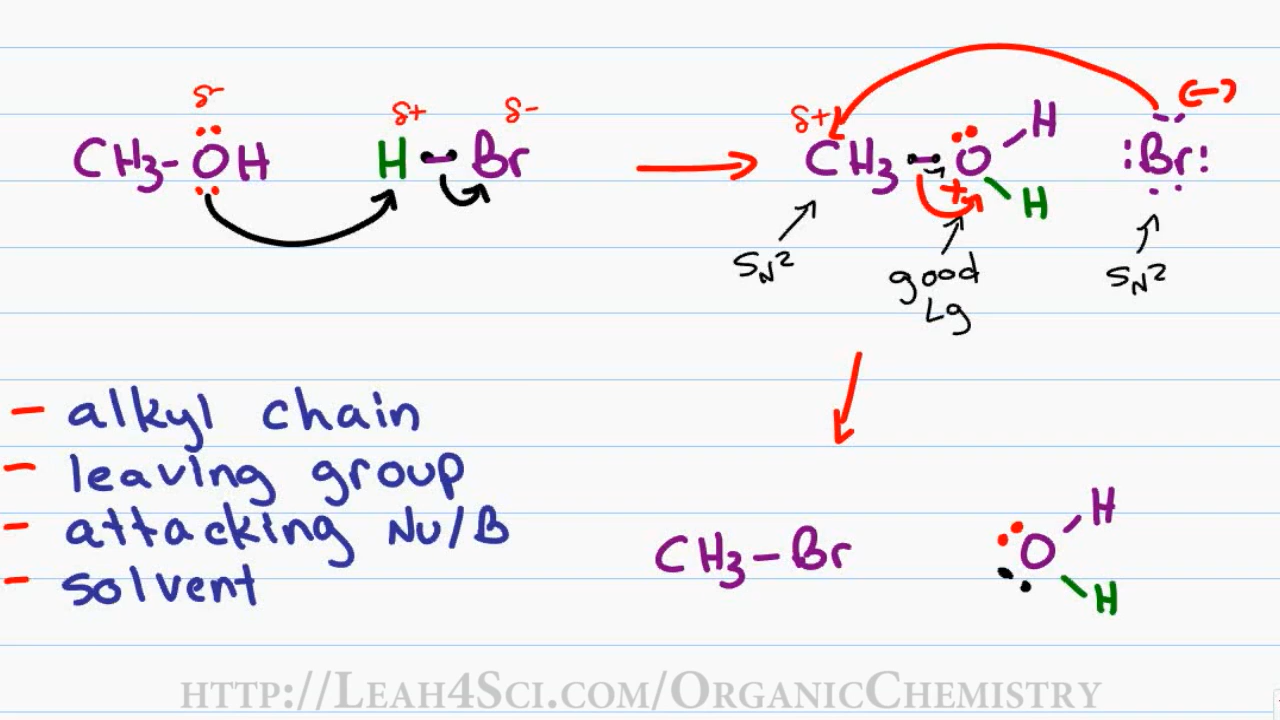 δ- δ+ δ- δ+ (-)
CH3-ÖH H-Br → CH3-O+ H H :Br:
SN2 good Lg SN2
- alkyl chain
- leaving group
- attacking Nu/B
- solvent
CH3-Br O H H
HTTP://LEAH4SCI.COM/ORGANICCHEMISTRY